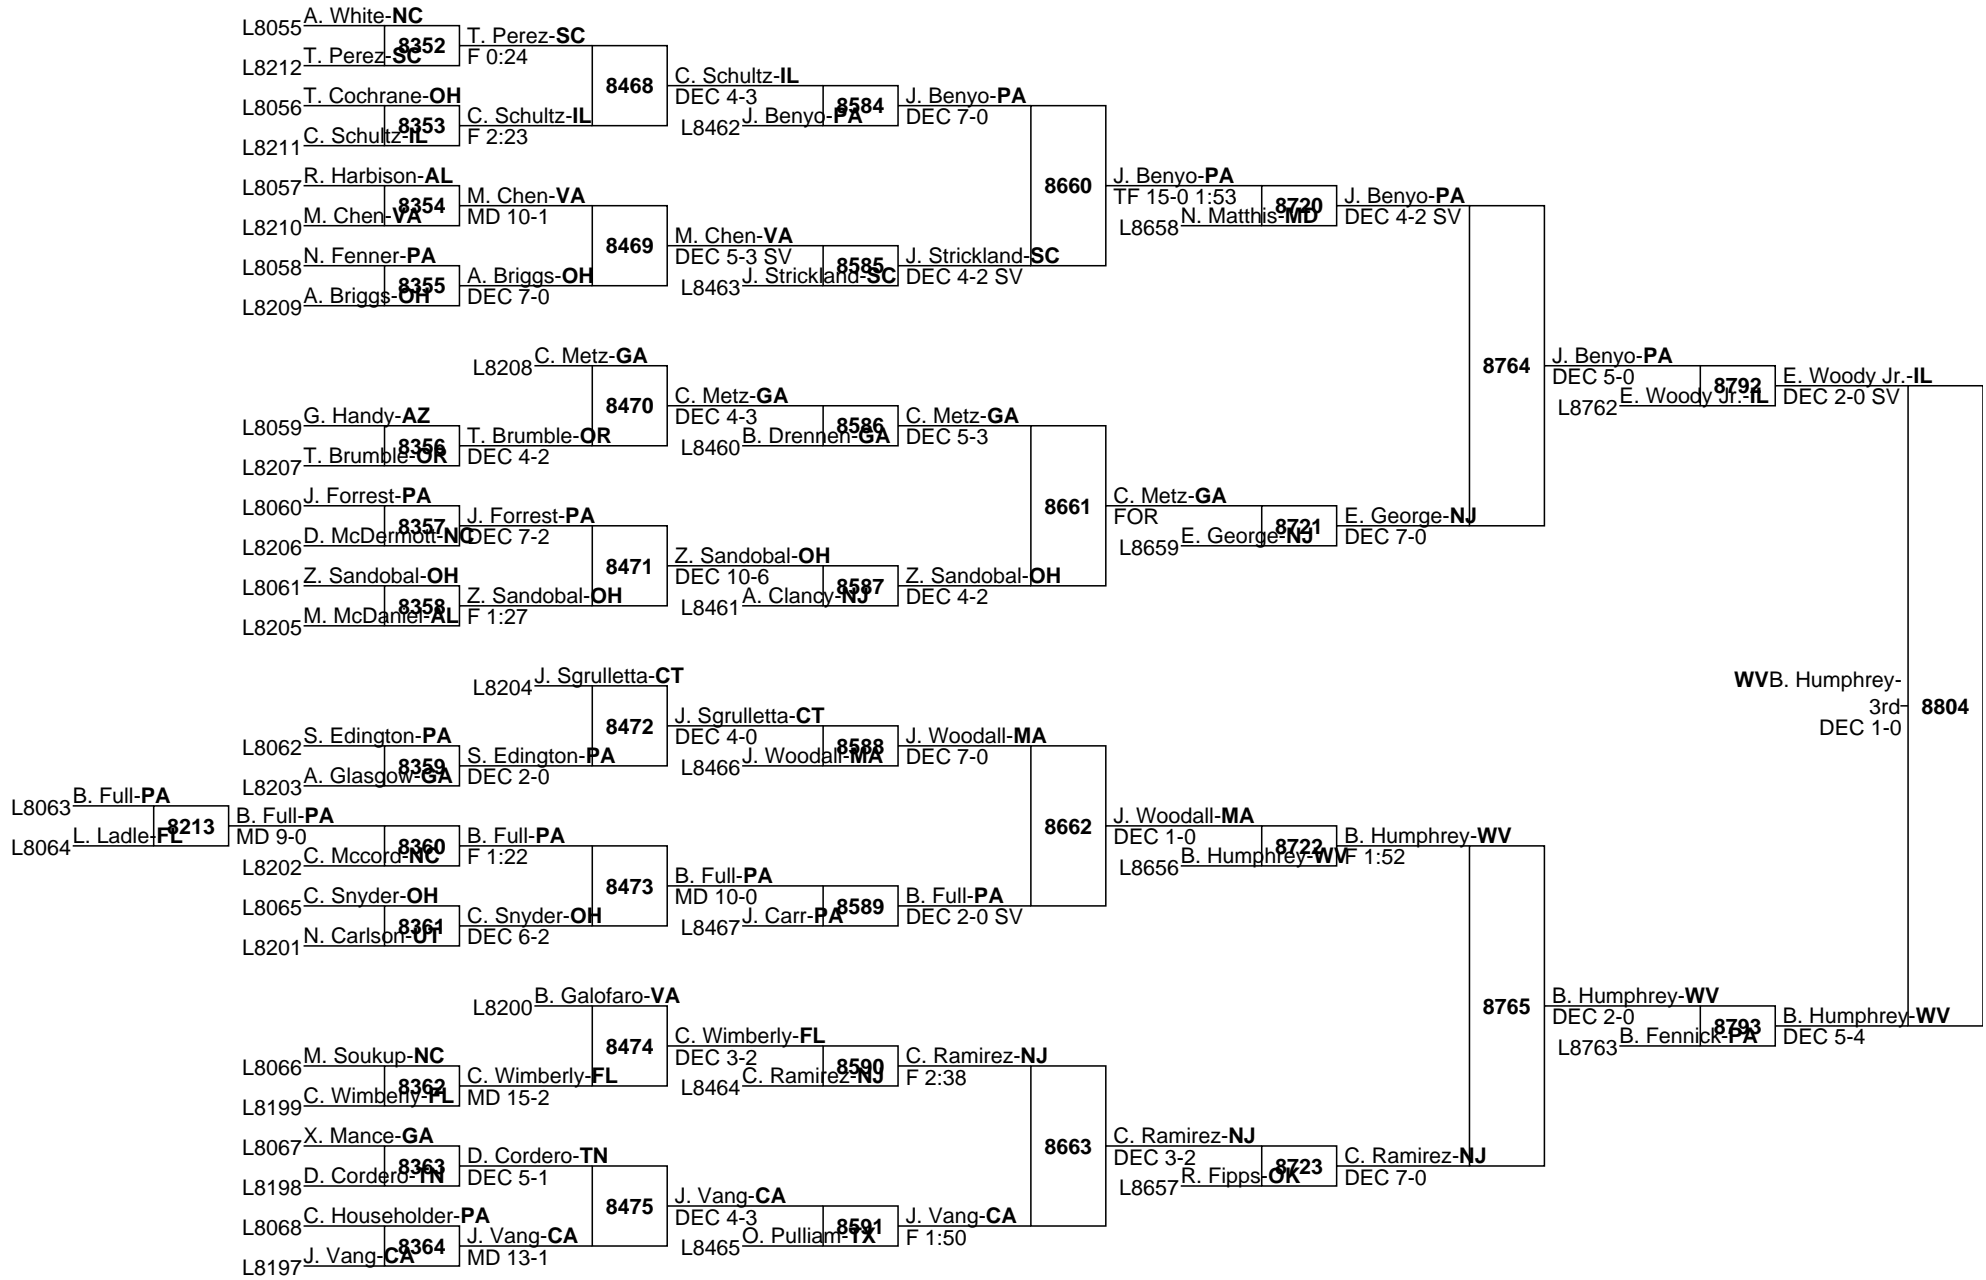 L8055 A. White-NC
8352
L8212 T. Perez-SC
T. Perez-SC
F 0:24
L8056 T. Cochrane-OH
8353
L8211 C. Schultz-IL
C. Schultz-IL
F 2:23
8468
C. Schultz-IL
DEC 4-3
L8462 J. Benyo-PA
8584
J. Benyo-PA
DEC 7-0
L8057 R. Harbison-AL
8354
L8210 M. Chen-VA
M. Chen-VA
MD 10-1
L8058 N. Fenner-PA
8355
L8209 A. Briggs-OH
A. Briggs-OH
DEC 7-0
8469
M. Chen-VA
DEC 5-3 SV
L8463 J. Strickland-SC
8585
J. Strickland-SC
DEC 4-2 SV
8660
J. Benyo-PA
TF 15-0 1:53
L8658 N. Matthis-MD
8720
J. Benyo-PA
DEC 4-2 SV
L8208 C. Metz-GA
L8059 G. Handy-AZ
8356
L8207 T. Brumble-OR
T. Brumble-OR
DEC 4-2
8470
C. Metz-GA
DEC 4-3
L8460 B. Drennen-GA
8586
C. Metz-GA
DEC 5-3
L8060 J. Forrest-PA
8357
L8206 D. McDermott-NC
J. Forrest-PA
DEC 7-2
L8061 Z. Sandobal-OH
8358
L8205 M. McDaniel-AL
Z. Sandobal-OH
F 1:27
8471
Z. Sandobal-OH
DEC 10-6
L8461 A. Clancy-NJ
8587
Z. Sandobal-OH
DEC 4-2
8661
C. Metz-GA
FOR
L8659 E. George-NJ
8721
E. George-NJ
DEC 7-0
8764
J. Benyo-PA
DEC 5-0
L8762 E. Woody Jr.-IL
8792
E. Woody Jr.-IL
DEC 2-0 SV
L8204 J. Sgrulletta-CT
L8062 S. Edington-PA
8359
L8203 A. Glasgow-GA
S. Edington-PA
DEC 2-0
8472
J. Sgrulletta-CT
DEC 4-0
L8466 J. Woodall-MA
8588
J. Woodall-MA
DEC 7-0
L8063 B. Full-PA
8213
L8064 L. Ladle-FL
B. Full-PA
MD 9-0
8360
L8202 C. Mccord-NC
B. Full-PA
F 1:22
L8065 C. Snyder-OH
8361
L8201 N. Carlson-UT
C. Snyder-OH
DEC 6-2
8473
B. Full-PA
MD 10-0
L8467 J. Carr-PA
8589
B. Full-PA
DEC 2-0 SV
8662
J. Woodall-MA
DEC 1-0
L8656 B. Humphrey-WV
8722
B. Humphrey-WV
F 1:52
L8200 B. Galofaro-VA
L8066 M. Soukup-NC
8362
L8199 C. Wimberly-FL
C. Wimberly-FL
MD 15-2
8474
C. Wimberly-FL
DEC 3-2
L8464 C. Ramirez-NJ
8590
C. Ramirez-NJ
F 2:38
L8067 X. Mance-GA
8363
L8198 D. Cordero-TN
D. Cordero-TN
DEC 5-1
L8068 C. Householder-PA
8364
L8197 J. Vang-CA
J. Vang-CA
MD 13-1
8475
J. Vang-CA
DEC 4-3
L8465 O. Pulliam-TX
8591
J. Vang-CA
F 1:50
8663
C. Ramirez-NJ
DEC 3-2
L8657 R. Fipps-OK
8723
C. Ramirez-NJ
DEC 7-0
8765
B. Humphrey-WV
DEC 2-0
L8763 B. Fennick-PA
8793
B. Humphrey-WV
DEC 5-4
WVB. Humphrey-
3rd
DEC 1-0
8804